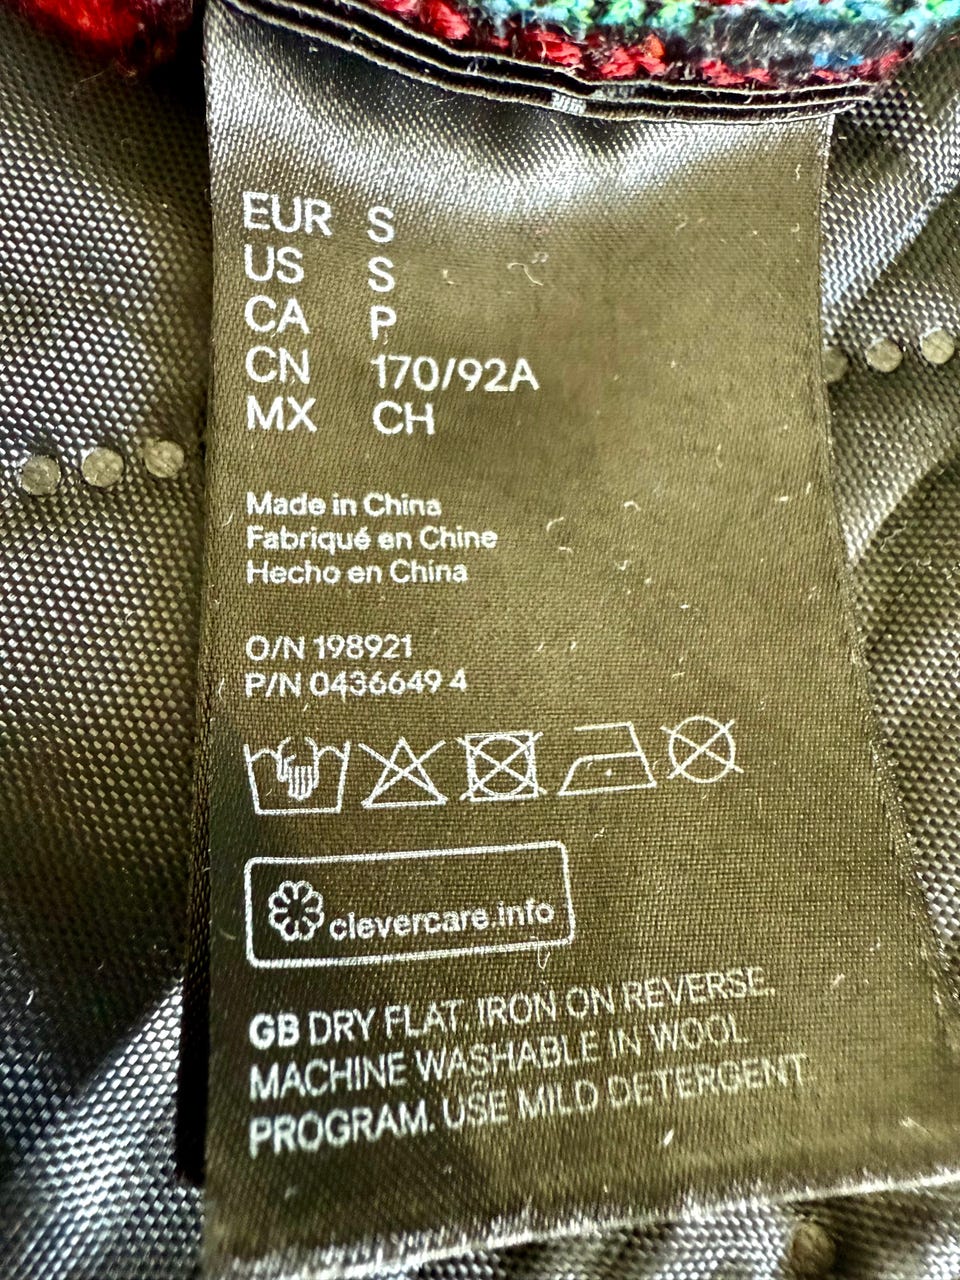 EUR S
US S
CA P
CN 170/92A
MX CH
Made in China
Fabriqué en Chine
Hecho en China
O/N 198921
P/N 0436649 4
clevercare.info
GB DRY FLAT. IRON ON REVERSE.
MACHINE WASHABLE IN WOOL
PROGRAM. USE MILD DETERGENT.